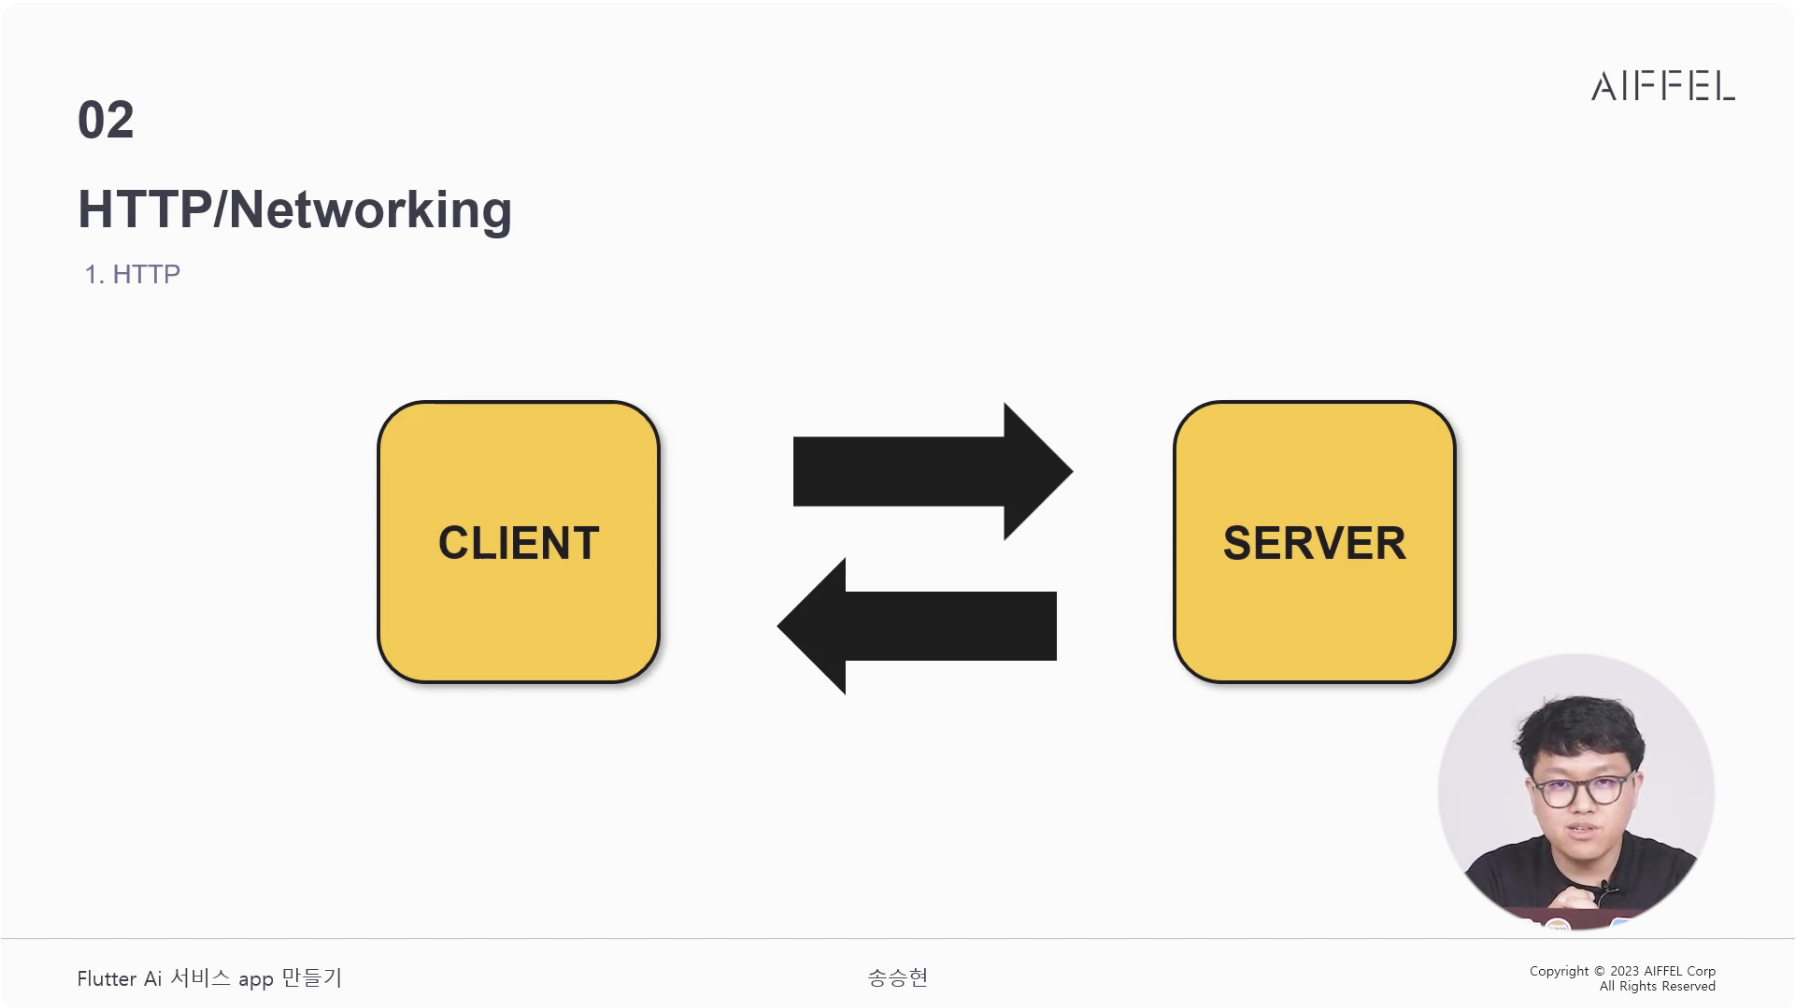 AIFFEL
02
HTTP/Networking
1. HTTP
CLIENT
SERVER
Flutter Ai 서비스 app 만들기
송승현
Copyright © 2023 AIFFEL Corp
All Rights Reserved